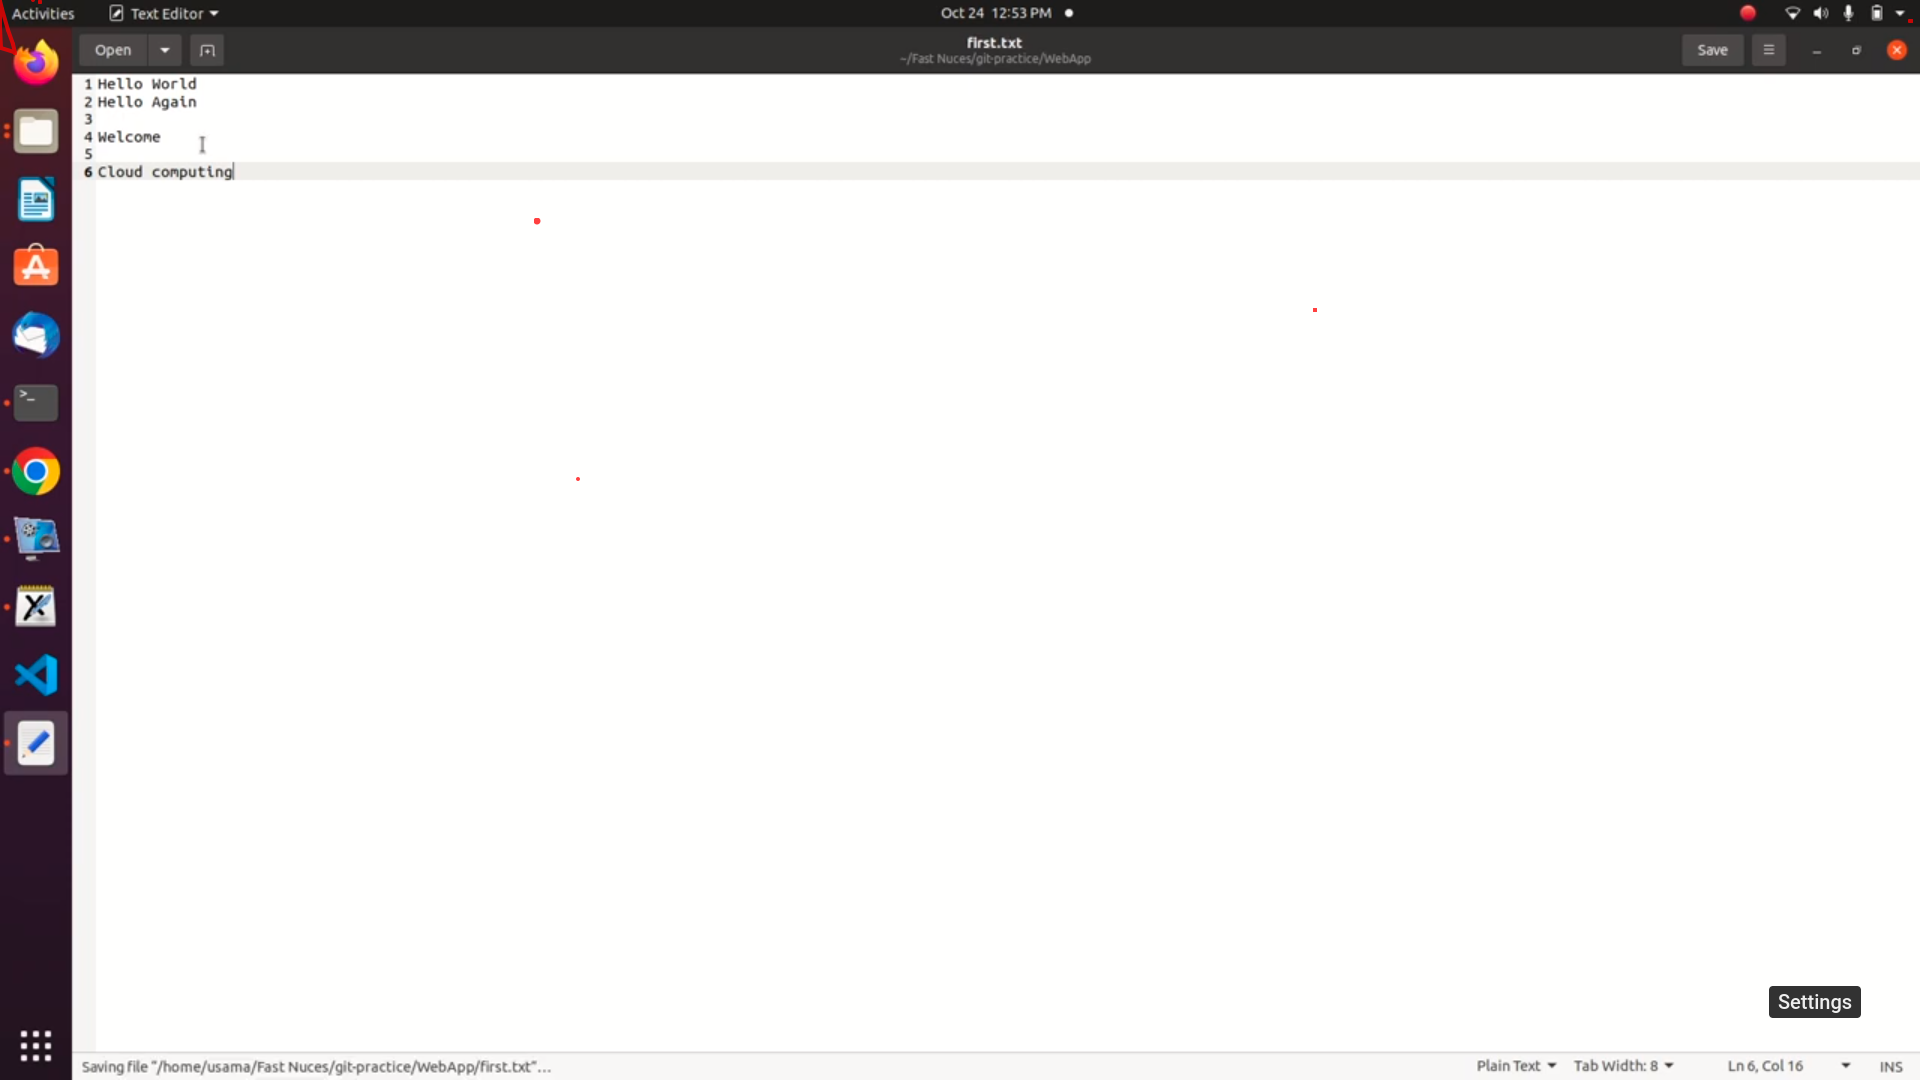 Activities Text Editor Oct 24 12:53 PM
Open first.txt Save
~/Fast Nuces/git-practice/WebApp
1 Hello World
2 Hello Again
3
4 Welcome
5
6 Cloud computing
Settings
Saving file "/home/usama/Fast Nuces/git-practice/WebApp/first.txt"... Plain Text Tab Width: 8 Ln 6, Col 16 INS